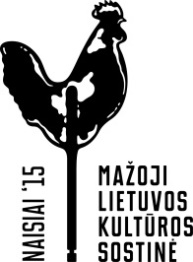 NAISIAI '15
MAŽOJI
LIETUVOS
KULTŪROS
SOSTINĖ